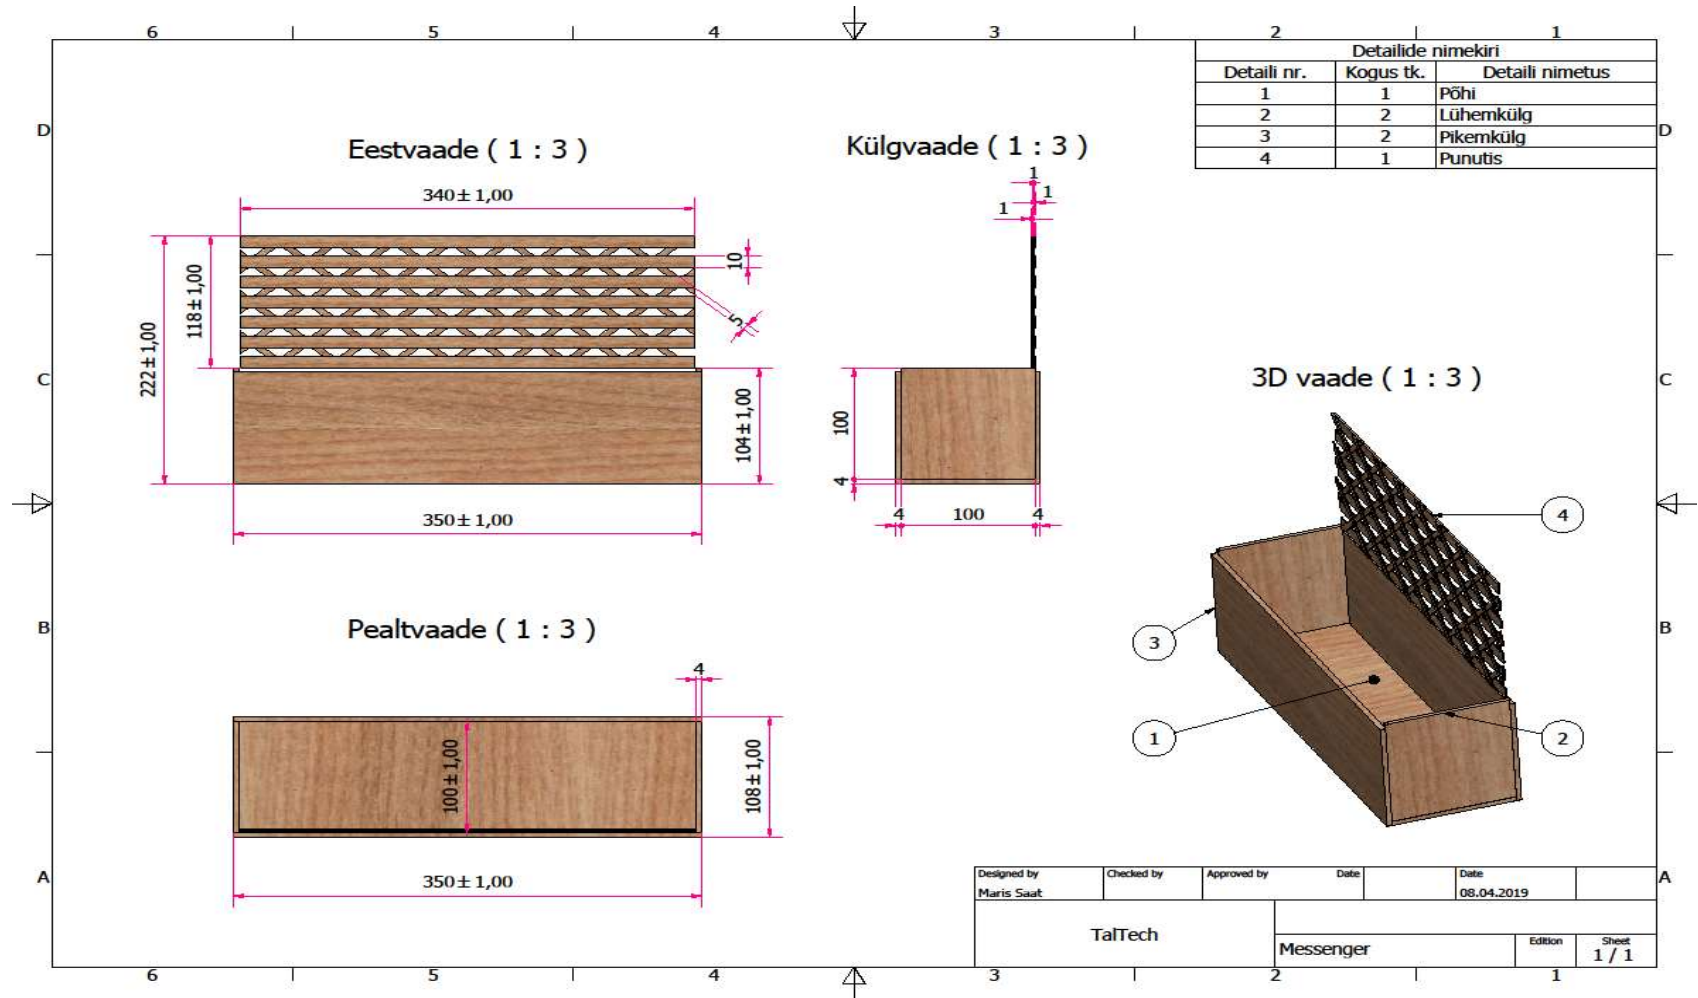 6 5 4 3 2 1
Detailide nimekiri
Detaili nr. Kogus tk. Detaili nimetus
1 1 Põhi
2 2 Lühemkülg
3 2 Pikemkülg
4 1 Punutis
D D
Eestvaade ( 1 : 3 )
Külgvaade ( 1 : 3 )
340±1,00
1
1
1
10
118±1,00
5
222±1,00
C C
3D vaade ( 1 : 3 )
104±1,00
100
4
4 100 4
350±1,00
4
3
1
2
B B
Pealtvaade ( 1 : 3 )
4
100±1,00
108±1,00
350±1,00
A A
Designed by Checked by Approved by Date Date
Maris Saat 08.04.2019
TalTech
Messenger
Edition Sheet
1 / 1
6 5 4 3 2 1